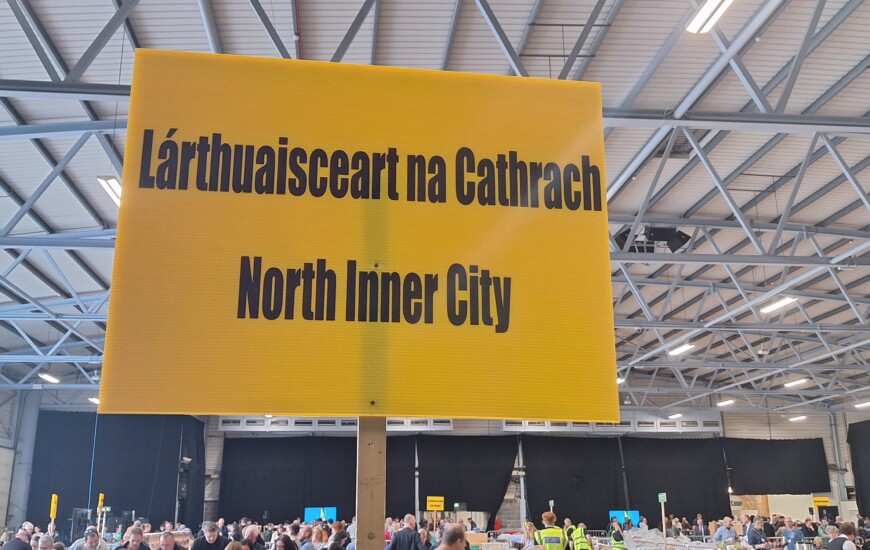 Lárthuaisceart na Cathrach
North Inner City